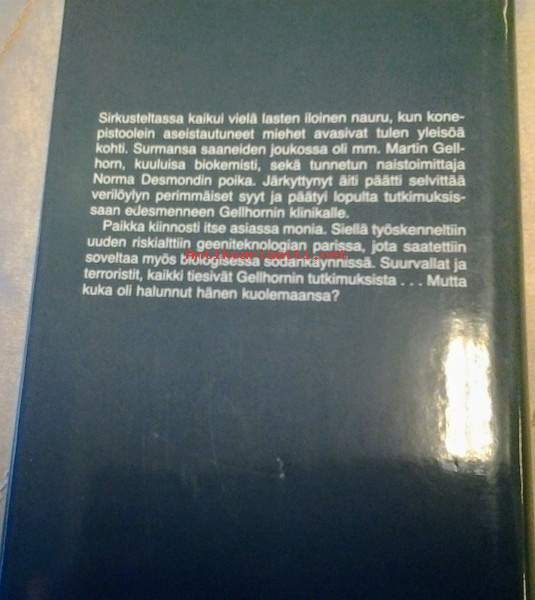 Sirkusteltassa kaikui vielä lasten iloinen nauru, kun kone-
pistoolein aseistautuneet miehet avasivat tulen yleisöä
kohti. Surmansa saaneiden joukossa oli mm. Martin Gell-
horn, kuuluisa biokemisti, sekä tunnetun naistoimittaja
Norma Desmondin poika. Järkyttynyt äiti päätti selvittää
verilöylyn perimmäiset syyt ja päätyi lopulta tutkimuksis-
saan edesmenneen Gellhornin klinikalle.
Paikka kiinnosti itse asiassa monia. Siellä työskenneltiin
uuden riskialttiin geeniteknologian parissa, jota saatettiin
soveltaa myös biologisessa sodankäynnissä. Suurvallat ja
terroristit, kaikki tiesivät Gellhornin tutkimuksista . . . Mutta
kuka oli halunnut hänen kuolemaansa?